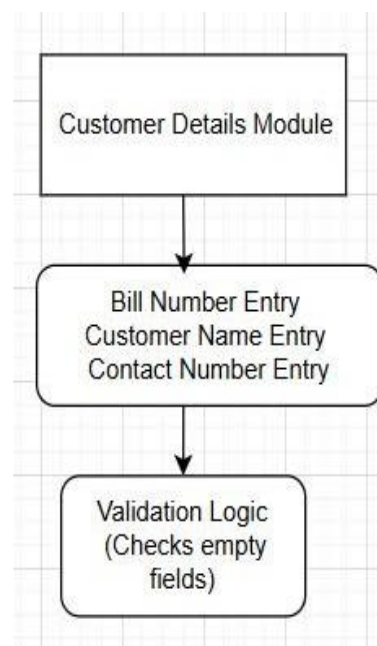 Customer Details Module
Bill Number Entry
Customer Name Entry
Contact Number Entry
Validation Logic
(Checks empty
fields)